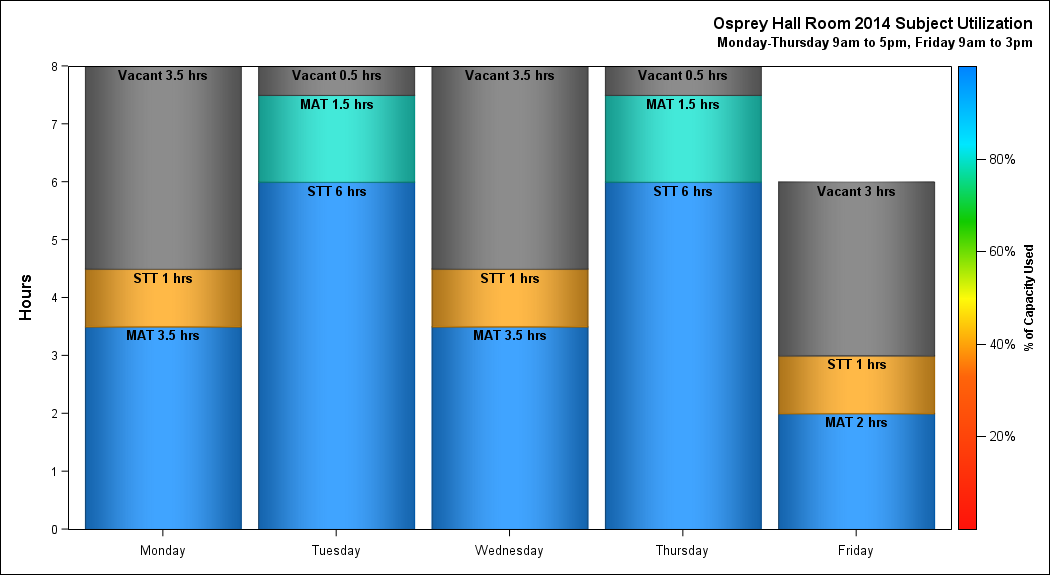 Osprey Hall Room 2014 Subject Utilization
Monday-Thursday 9am to 5pm, Friday 9am to 3pm
Hours
8
7
6
5
4
3
2
1
0
Vacant 3.5 hrs
STT 1 hrs
MAT 3.5 hrs
Vacant 0.5 hrs
MAT 1.5 hrs
STT 6 hrs
Vacant 3.5 hrs
STT 1 hrs
MAT 3.5 hrs
Vacant 0.5 hrs
MAT 1.5 hrs
STT 6 hrs
Vacant 3 hrs
STT 1 hrs
MAT 2 hrs
Monday Tuesday Wednesday Thursday Friday
80%
60%
40%
20%
% of Capacity Used